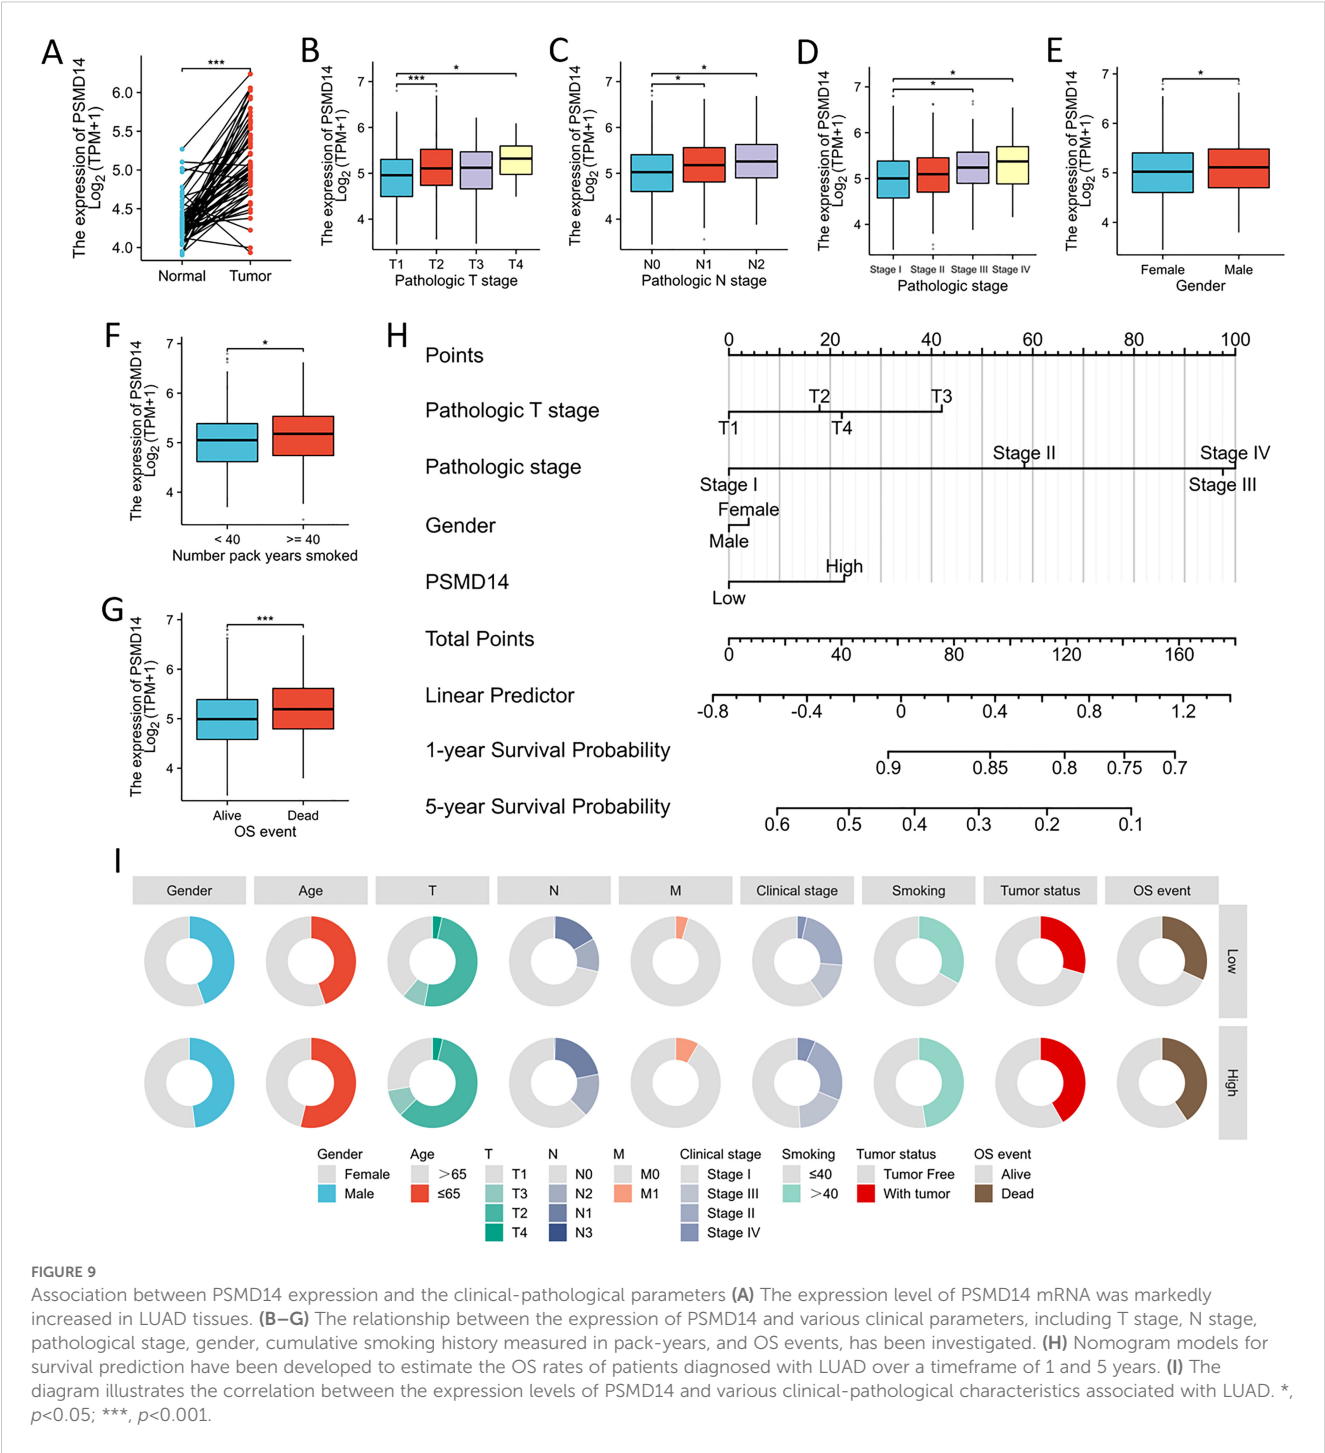 A
The expression of PSMD14
Log2 (TPM+1)
***
6.0
5.5
5.0
4.5
4.0
Normal Tumor
B
The expression of PSMD14
Log2 (TPM+1)
*
***
7
6
5
4
T1 T2 T3 T4
Pathologic T stage
C
The expression of PSMD14
Log2 (TPM+1)
*
*
7
6
5
4
N0 N1 N2
Pathologic N stage
D
The expression of PSMD14
Log2 (TPM+1)
*
*
7
6
5
4
Stage I Stage II Stage III Stage IV
Pathologic stage
E
The expression of PSMD14
Log2 (TPM+1)
*
7
6
5
4
Female Male
Gender
F
The expression of PSMD14
Log2 (TPM+1)
*
7
6
5
4
< 40 >= 40
Number pack years smoked
G
The expression of PSMD14
Log2 (TPM+1)
***
7
6
5
4
Alive Dead
OS event
H
Points
0 20 40 60 80 100
Pathologic T stage
T2 T3
T1 T4
Pathologic stage
Stage II Stage IV
Stage I Stage III
Gender
Female
Male
PSMD14
High
Low
Total Points
0 40 80 120 160
Linear Predictor
-0.8 -0.4 0 0.4 0.8 1.2
1-year Survival Probability
0.9 0.85 0.8 0.75 0.7
5-year Survival Probability
0.6 0.5 0.4 0.3 0.2 0.1
I
Gender Age T N M Clinical stage Smoking Tumor status OS event
Low
High
Gender
Female
Male
Age
>65
≤65
T
T1
T3
T2
T4
N
N0
N2
N1
N3
M
M0
M1
Clinical stage
Stage I
Stage III
Stage II
Stage IV
Smoking
≤40
>40
Tumor status
Tumor Free
With tumor
OS event
Alive
Dead
FIGURE 9
Association between PSMD14 expression and the clinical-pathological parameters (A) The expression level of PSMD14 mRNA was markedly
increased in LUAD tissues. (B–G) The relationship between the expression of PSMD14 and various clinical parameters, including T stage, N stage,
pathological stage, gender, cumulative smoking history measured in pack-years, and OS events, has been investigated. (H) Nomogram models for
survival prediction have been developed to estimate the OS rates of patients diagnosed with LUAD over a timeframe of 1 and 5 years. (I) The
diagram illustrates the correlation between the expression levels of PSMD14 and various clinical-pathological characteristics associated with LUAD. *,
p<0.05; ***, p<0.001.